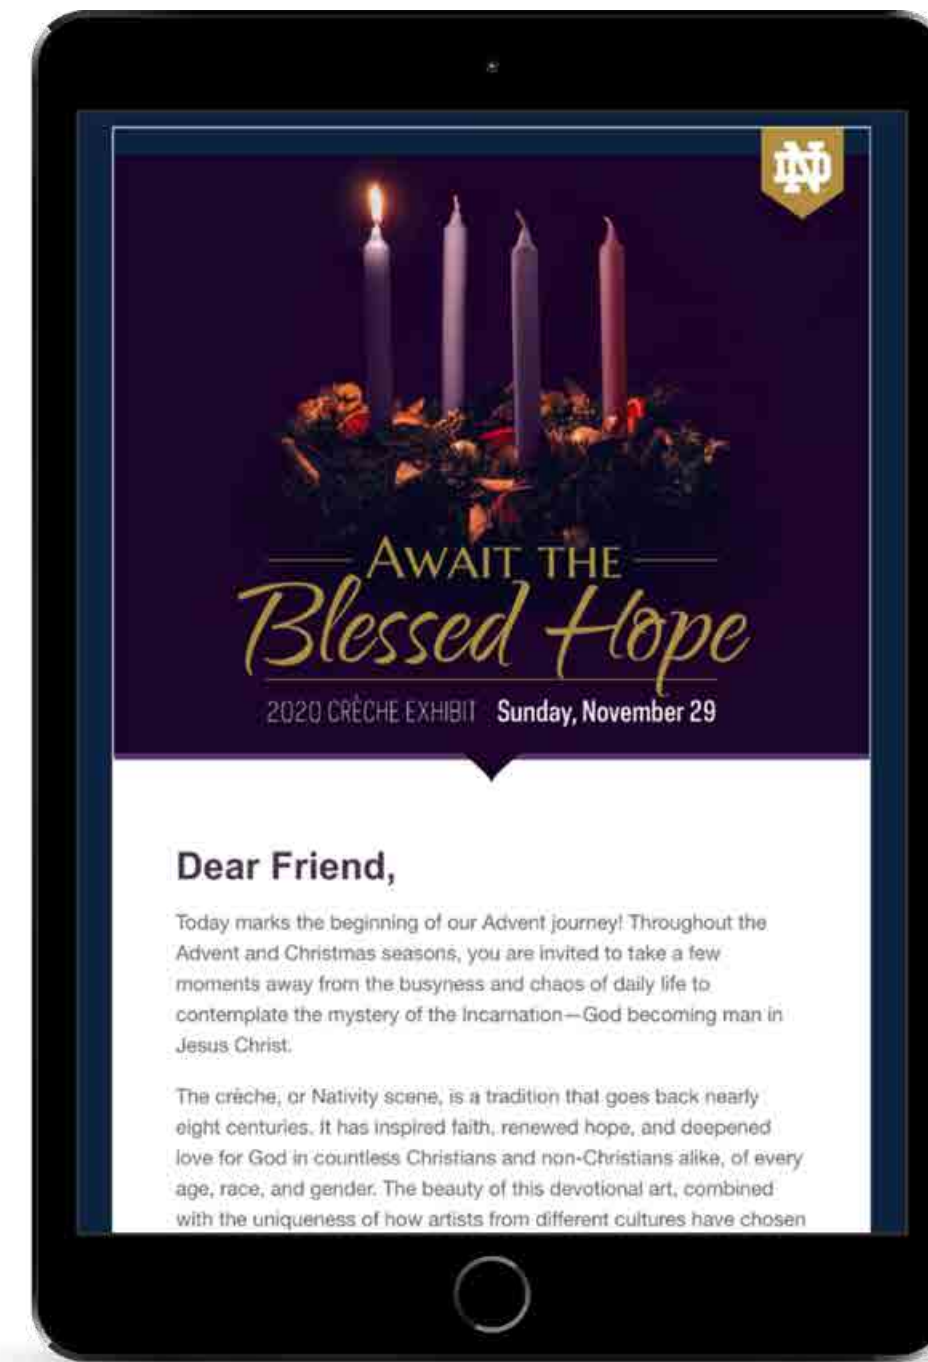 ND
AWAIT THE
Blessed Hope
2020 CRÈCHE EXHIBIT Sunday, November 29
Dear Friend,
Today marks the beginning of our Advent journey! Throughout the
Advent and Christmas seasons, you are invited to take a few
moments away from the busyness and chaos of daily life to
contemplate the mystery of the Incarnation—God becoming man in
Jesus Christ.
The crèche, or Nativity scene, is a tradition that goes back nearly
eight centuries. It has inspired faith, renewed hope, and deepened
love for God in countless Christians and non-Christians alike, of every
age, race, and gender. The beauty of this devotional art, combined
with the uniqueness of how artists from different cultures have chosen